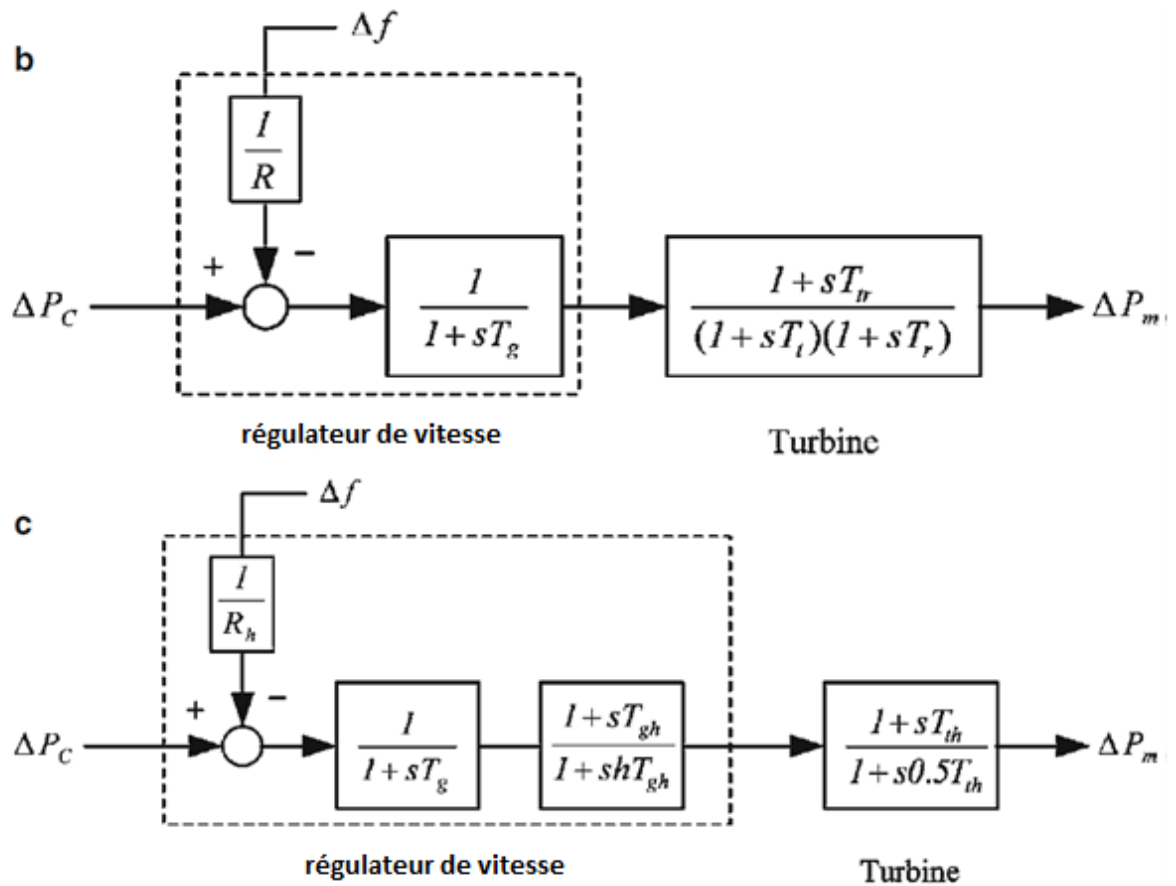 b
Δf
1
R
+
−
ΔP_C
1
1 + sT_g
1 + sT_tr
(1 + sT_t)(1 + sT_r)
ΔP_m
régulateur de vitesse
Turbine
c
Δf
1
R_h
+
−
ΔP_C
1
1 + sT_g
1 + sT_gh
1 + shT_gh
1 + sT_th
1 + s0.5T_th
ΔP_m
régulateur de vitesse
Turbine